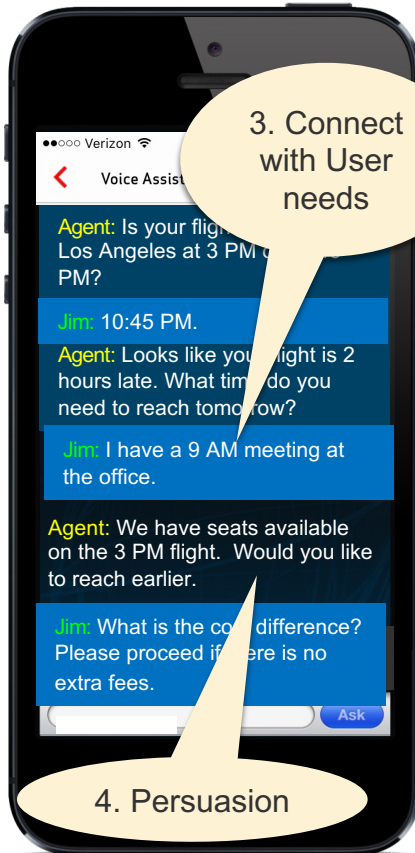 3. Connect
with User
needs
Verizon
Voice Assist
Agent: Is your
Los Angeles at 3 PM
PM?
Jim: 10:45 PM.
Agent: Looks like your flight is 2
hours late. What time do you
need to reach tomorrow?
Jim: I have a 9 AM meeting at
the office.
Agent: We have seats available
on the 3 PM flight. Would you like
to reach earlier.
Jim: What is the cost difference?
Please proceed if there is no
extra fees.
Ask
4. Persuasion